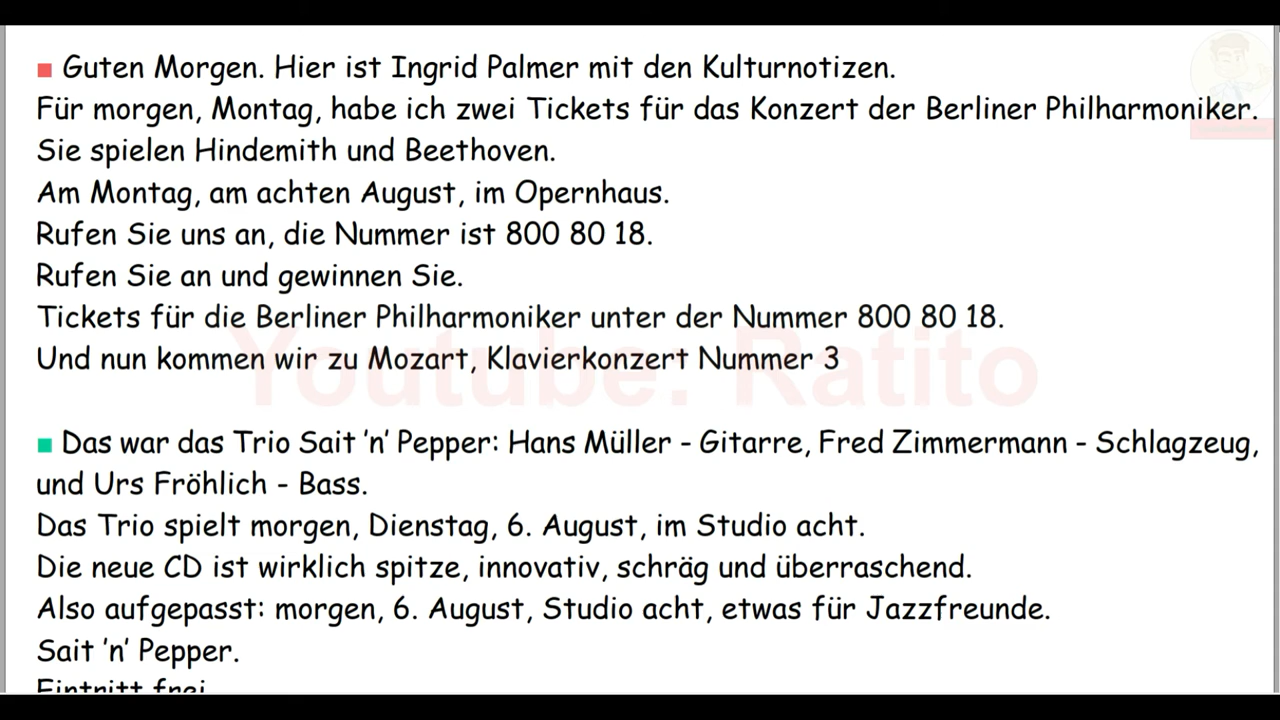 Guten Morgen. Hier ist Ingrid Palmer mit den Kulturnotizen.
Für morgen, Montag, habe ich zwei Tickets für das Konzert der Berliner Philharmoniker.
Sie spielen Hindemith und Beethoven.
Am Montag, am achten August, im Opernhaus.
Rufen Sie uns an, die Nummer ist 800 80 18.
Rufen Sie an und gewinnen Sie.
Tickets für die Berliner Philharmoniker unter der Nummer 800 80 18.
Und nun kommen wir zu Mozart, Klavierkonzert Nummer 3
Youtube: Ratito
Das war das Trio Sait 'n' Pepper: Hans Müller - Gitarre, Fred Zimmermann - Schlagzeug,
und Urs Fröhlich - Bass.
Das Trio spielt morgen, Dienstag, 6. August, im Studio acht.
Die neue CD ist wirklich spitze, innovativ, schräg und überraschend.
Also aufgepasst: morgen, 6. August, Studio acht, etwas für Jazzfreunde.
Sait 'n' Pepper.
Eintritt frei